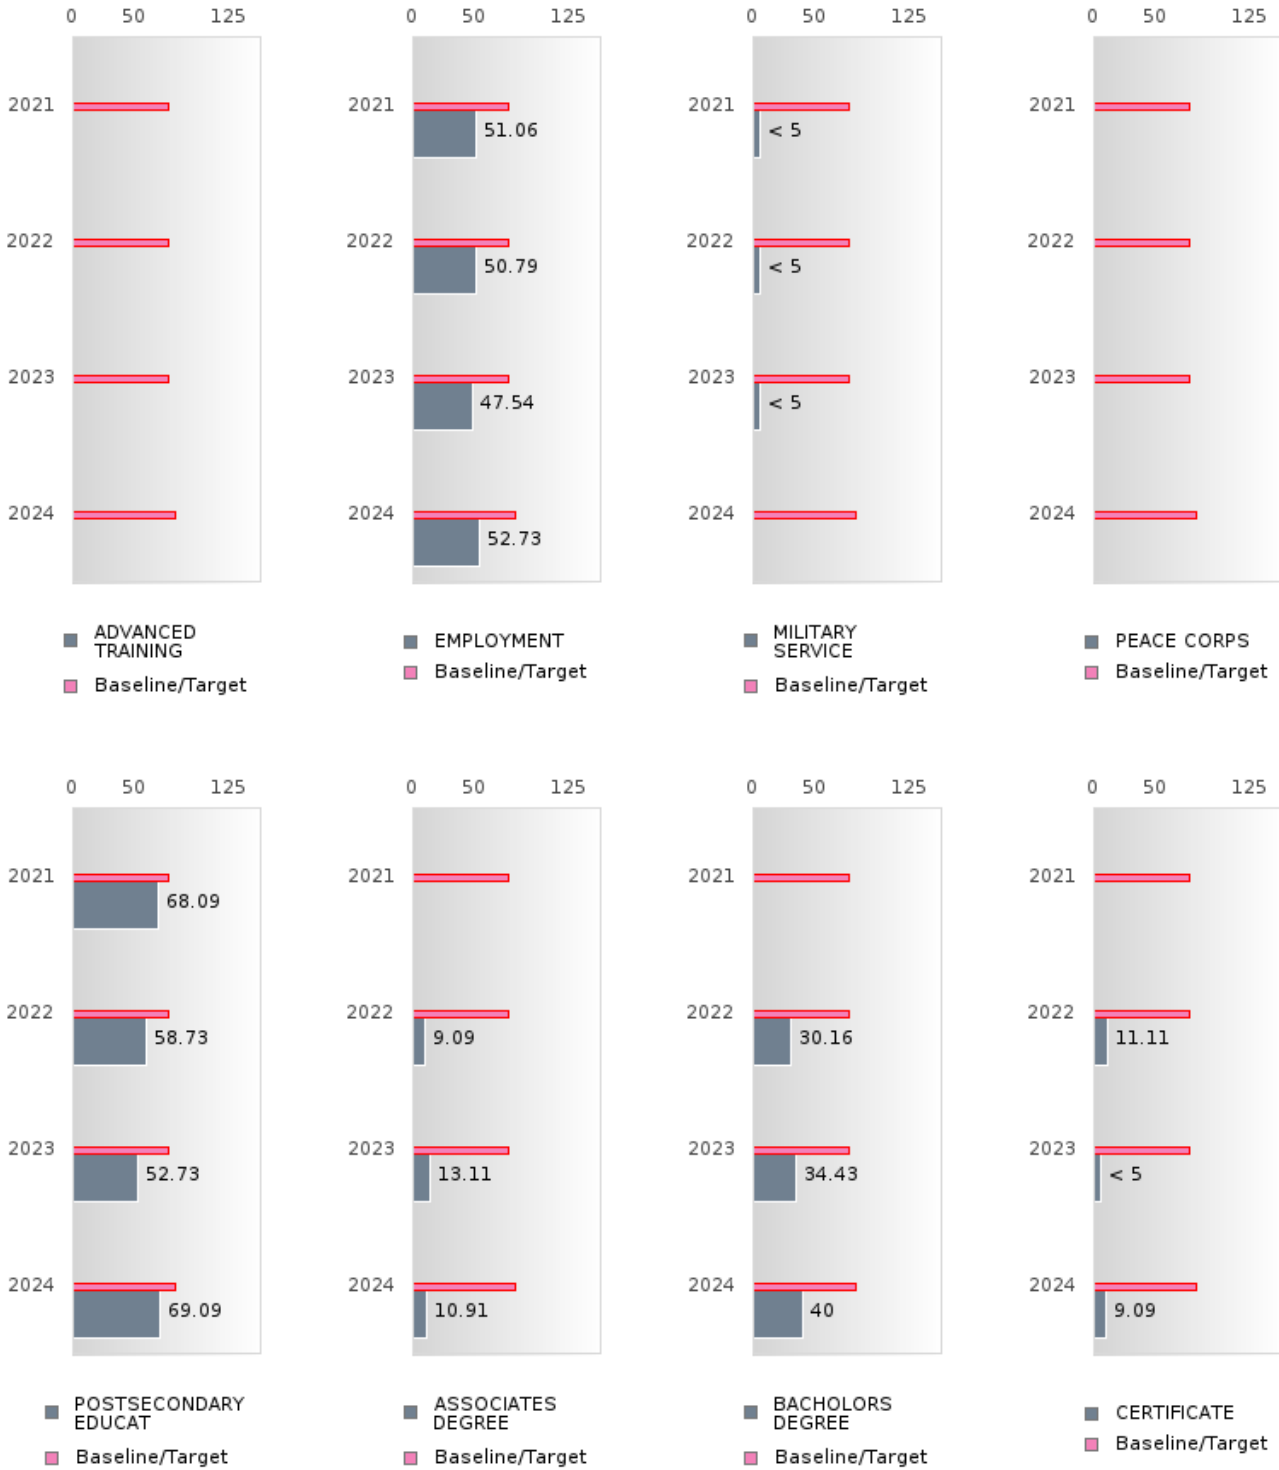 0 50 125 0 50 125 0 50 125 0 50 125
2021 2021 2021 2021
51.06 < 5
2022 2022 2022 2022
50.79 < 5
2023 2023 2023 2023
47.54 < 5
2024 2024 2024 2024
52.73
ADVANCED
TRAINING
Baseline/Target
EMPLOYMENT
Baseline/Target
MILITARY
SERVICE
Baseline/Target
PEACE CORPS
Baseline/Target
0 50 125 0 50 125 0 50 125 0 50 125
2021 2021 2021 2021
68.09
2022 2022 2022 2022
58.73 9.09 30.16 11.11
2023 2023 2023 2023
52.73 13.11 34.43 < 5
2024 2024 2024 2024
69.09 10.91 40 9.09
POSTSECONDARY
EDUCAT
Baseline/Target
ASSOCIATES
DEGREE
Baseline/Target
BACHOLORS
DEGREE
Baseline/Target
CERTIFICATE
Baseline/Target